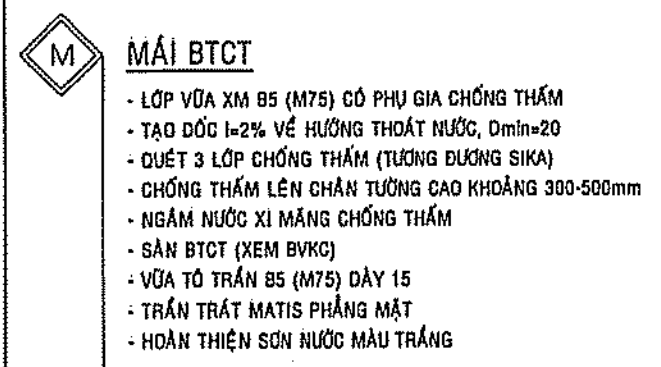 M
MÁI BTCT
- LỚP VỮA XM B5 (M75) CÓ PHỤ GIA CHỐNG THẤM
- TẠO DỐC I=2% VỀ HƯỚNG THOÁT NƯỚC, Dmin=20
- QUÉT 3 LỚP CHỐNG THẤM (TƯƠNG ĐƯƠNG SIKA)
- CHỐNG THẤM LÊN CHÂN TƯỜNG CAO KHOẢNG 300-500mm
- NGÂM NƯỚC XI MĂNG CHỐNG THẤM
- SÀN BTCT (XEM BVKC)
- VỮA TÔ TRẦN B5 (M75) DÀY 15
- TRẦN TRÁT MATIS PHẲNG MẶT
- HOÀN THIỆN SƠN NƯỚC MÀU TRẮNG